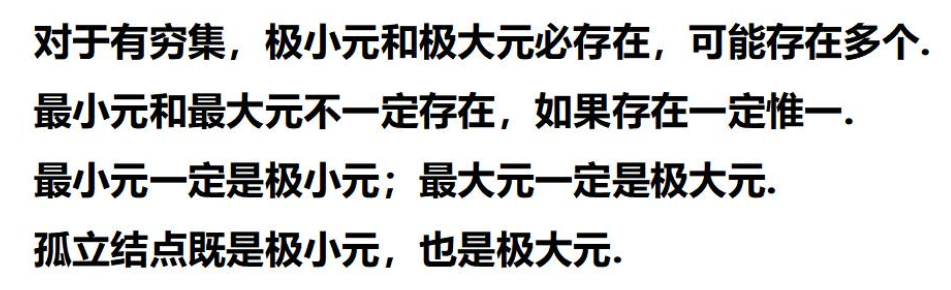 对于有穷集，极小元和极大元必存在，可能存在多个.
最小元和最大元不一定存在，如果存在一定惟一.
最小元一定是极小元；最大元一定是极大元.
孤立结点既是极小元，也是极大元.